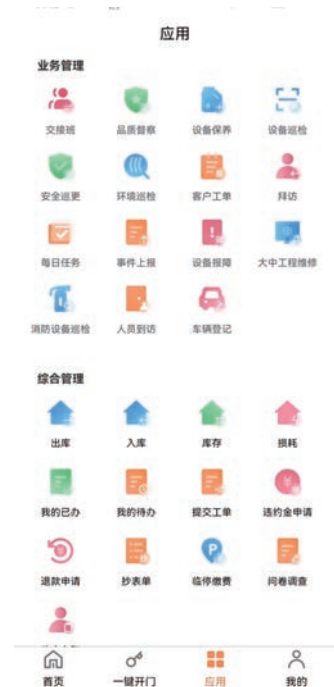 应用
业务管理
交接班 品质督察 设备保养 设备巡检
安全巡更 环境巡检 客户工单 拜访
每日任务 事件上报 设备报障 大中工程维修
消防设备巡检 人员到访 车辆登记
综合管理
出库 入库 库存 损耗
我的已办 我的待办 提交工单 违约金申请
退款申请 抄表单 临停缴费 问卷调查
首页 一键开门 应用 我的